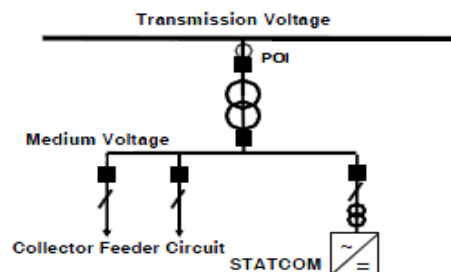 Transmission Voltage
POI
Medium Voltage
Collector Feeder Circuit
STATCOM
~
=